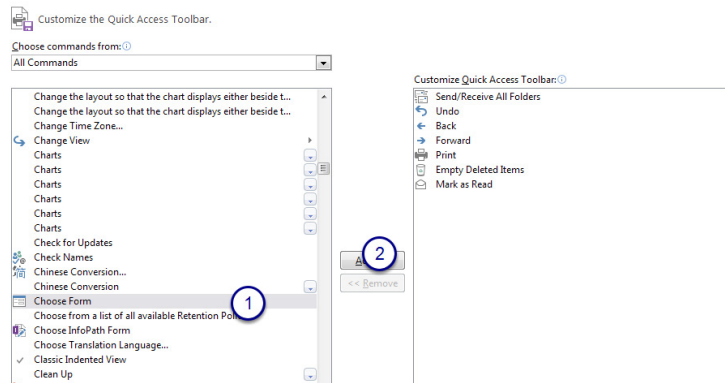 Customize the Quick Access Toolbar.
Choose commands from:
All Commands
Customize Quick Access Toolbar:
Change the layout so that the chart displays either beside t...
Change the layout so that the chart displays either beside t...
Change Time Zone...
Change View
Charts
Charts
Charts
Charts
Charts
Charts
Check for Updates
Check Names
Chinese Conversion...
Chinese Conversion
Choose Form
1
Choose from a list of all available Retention
Choose InfoPath Form
Choose Translation Language...
Classic Indented View
Clean Up
2
<< Remove
Send/Receive All Folders
Undo
Back
Forward
Print
Empty Deleted Items
Mark as Read